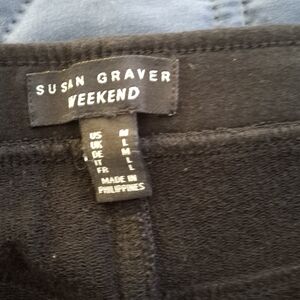 SUSAN GRAVER
WEEKEND
US M
UK L
DE M
IT L
FR L
MADE IN
PHILIPPINES